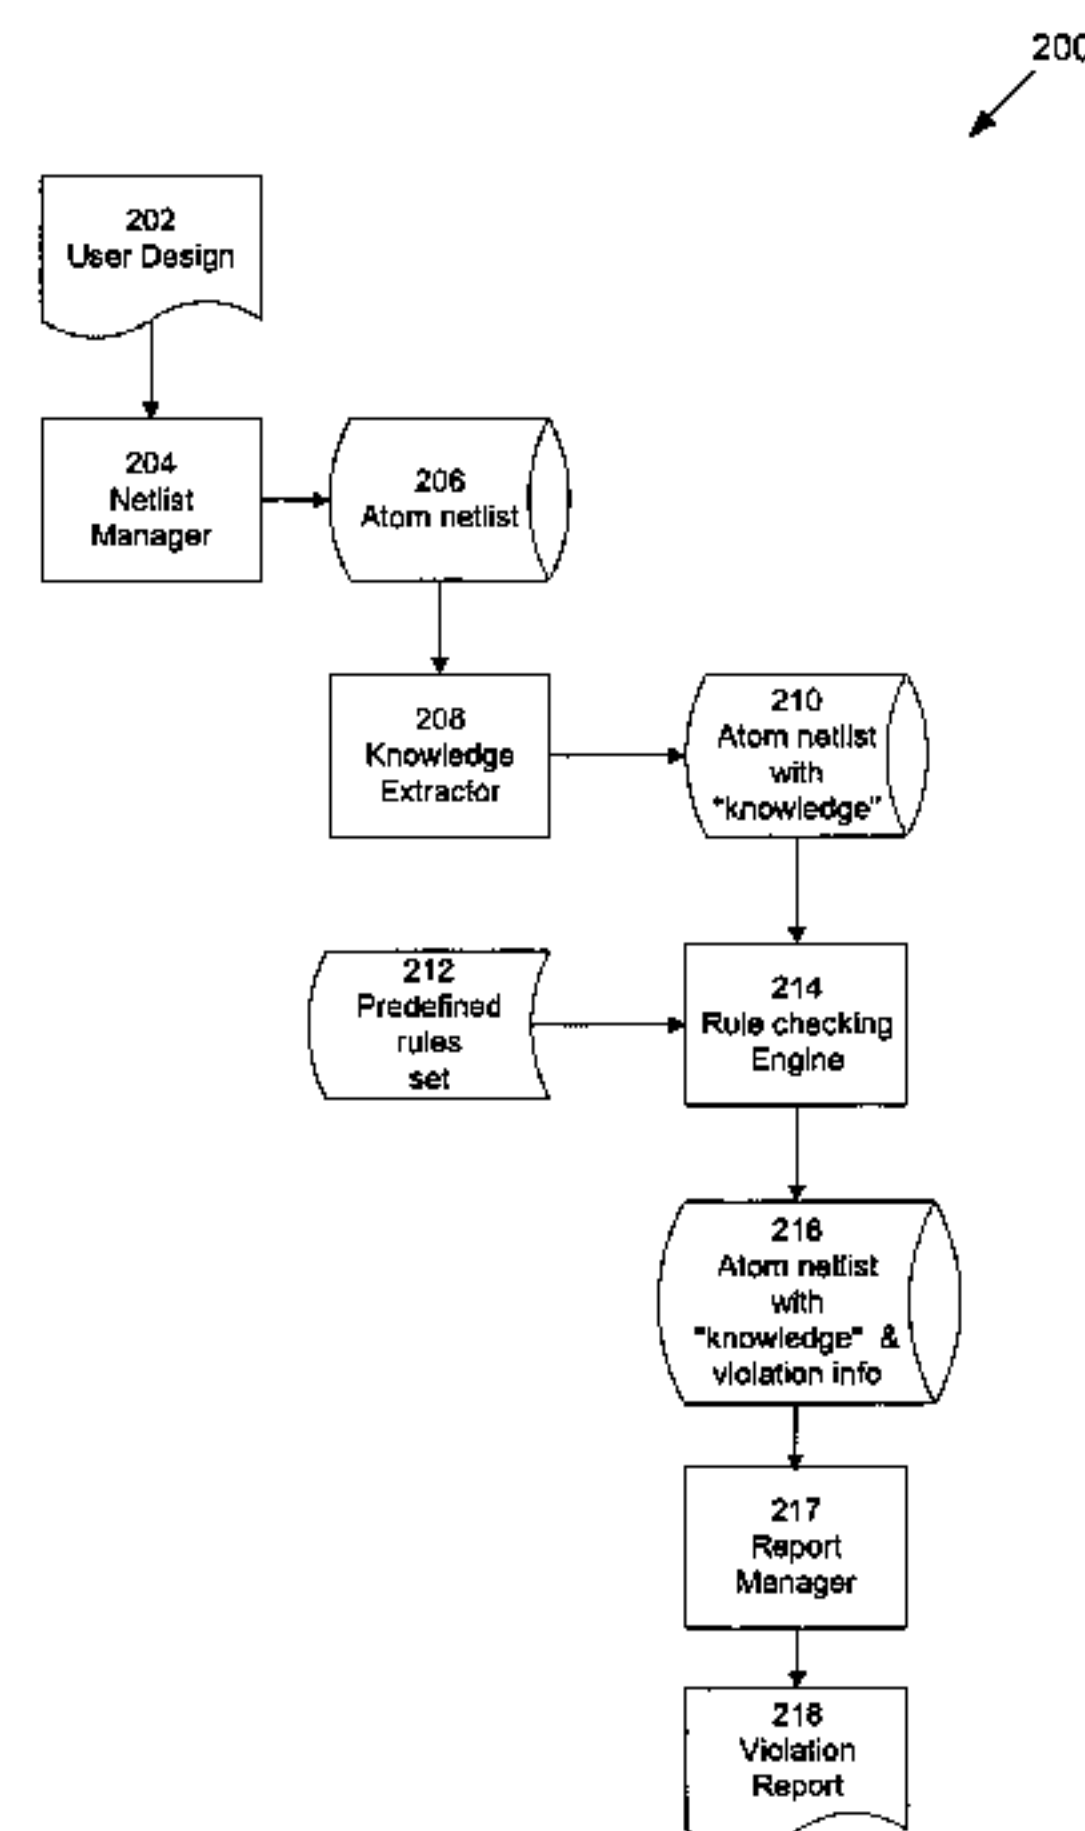 200
202
User Design
204
Netlist
Manager
206
Atom netlist
208
Knowledge
Extractor
210
Atom netlist
with
"knowledge"
212
Predefined
rules
set
214
Rule checking
Engine
216
Atom netlist
with
"knowledge" &
violation info
217
Report
Manager
218
Violation
Report